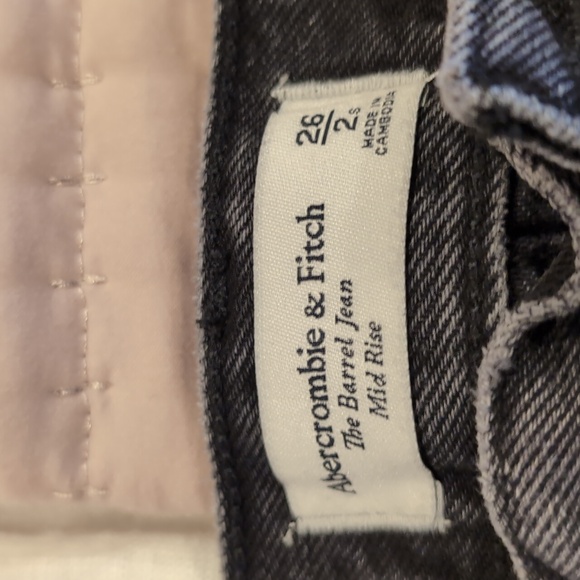 Abercrombie & Fitch
The Barrel Jean
Mid Rise
26
2S
MADE IN
CAMBODIA